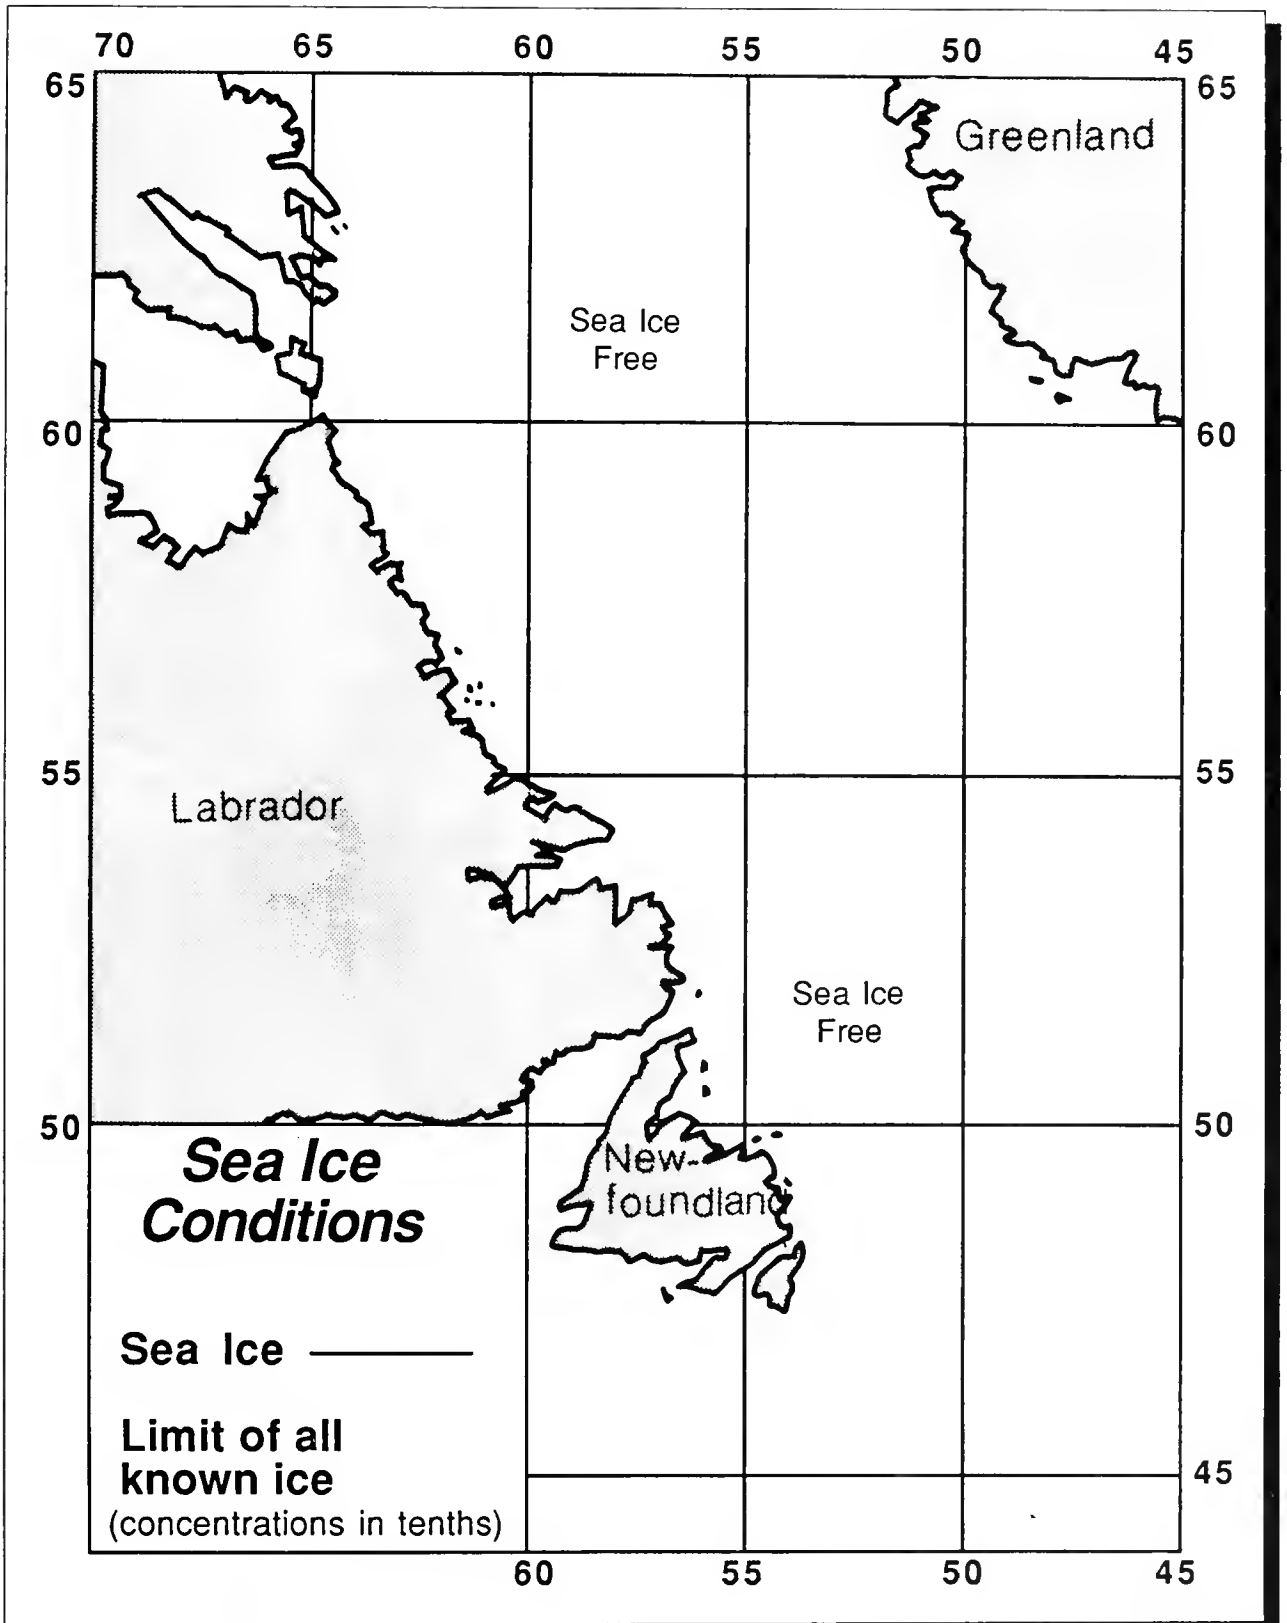 70 65 60 55 50 45
65 65
Greenland
Sea Ice
Free
60 60
55 55
Labrador
Sea Ice
Free
50 50
Sea Ice
Conditions
New-
foundland
Sea Ice
Limit of all
known ice
(concentrations in tenths)
45
60 55 50 45